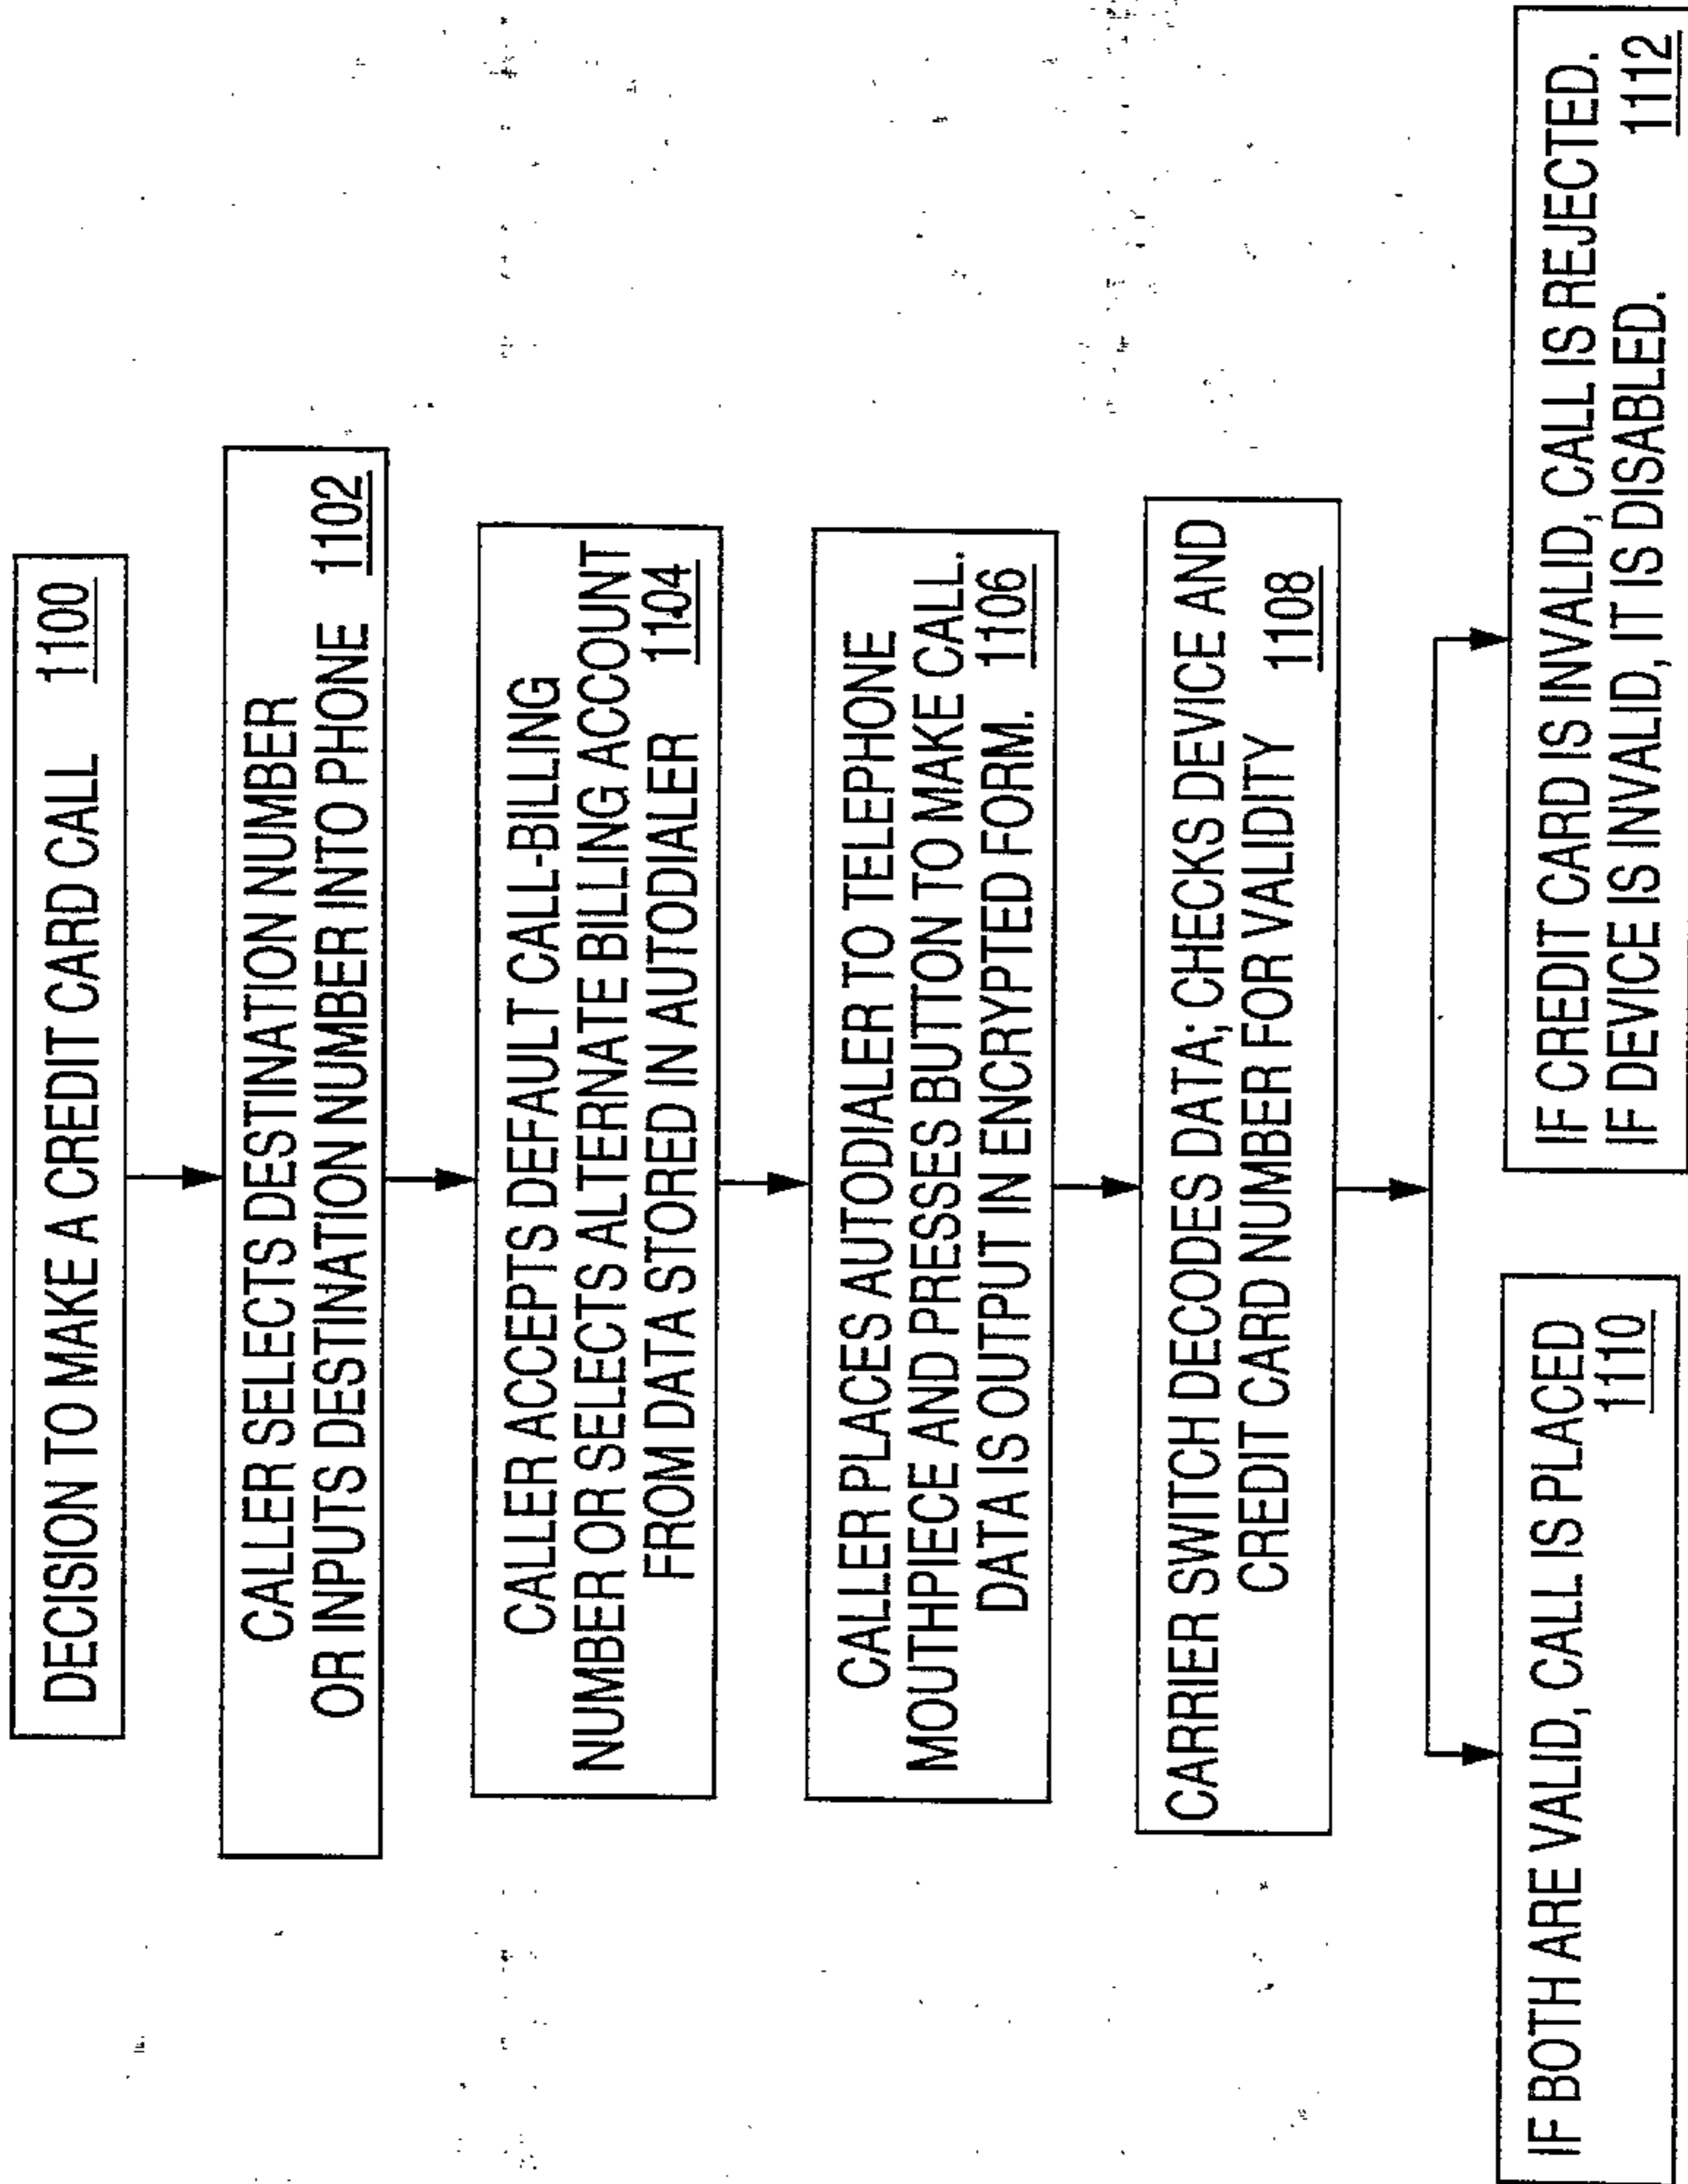 DECISION TO MAKE A CREDIT CARD CALL 1100
CALLER SELECTS DESTINATION NUMBER
OR INPUTS DESTINATION NUMBER INTO PHONE 1102
CALLER ACCEPTS DEFAULT CALL-BILLING
NUMBER OR SELECTS ALTERNATE BILLING ACCOUNT
FROM DATA STORED IN AUTODIALER 1104
CALLER PLACES AUTODIALER TO TELEPHONE
MOUTHPIECE AND PRESSES BUTTON TO MAKE CALL.
DATA IS OUTPUT IN ENCRYPTED FORM. 1106
CARRIER SWITCH DECODES DATA; CHECKS DEVICE AND
CREDIT CARD NUMBER FOR VALIDITY 1108
IF BOTH ARE VALID, CALL IS PLACED
1110
IF CREDIT CARD IS INVALID, CALL IS REJECTED.
IF DEVICE IS INVALID, IT IS DISABLED. 1112